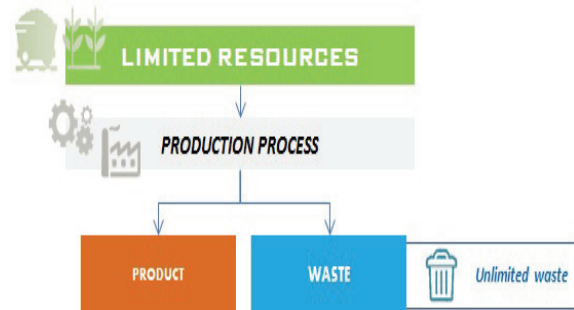 LIMITED RESOURCES
PRODUCTION PROCESS
PRODUCT
WASTE
Unlimited waste